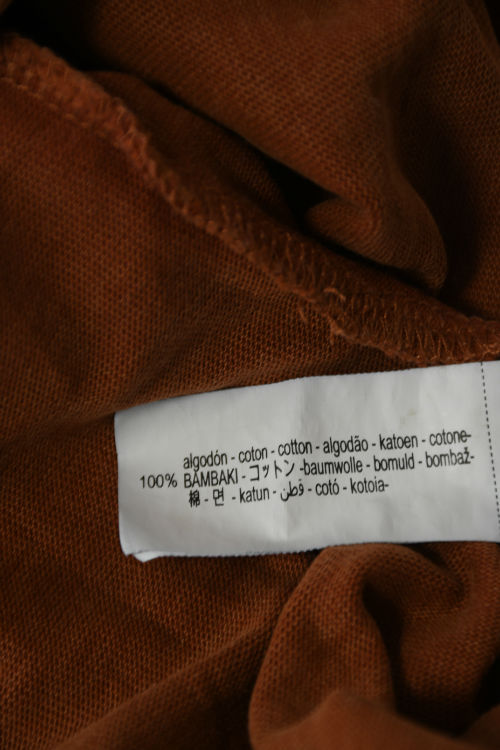 algodón - coton - cotton - algodão - katoen - cotone-
100% BAMBAKI - コットン -baumwolle - bomuld - bombaž-
棉 - 면 - katun - قطن - cotó - kotoia-